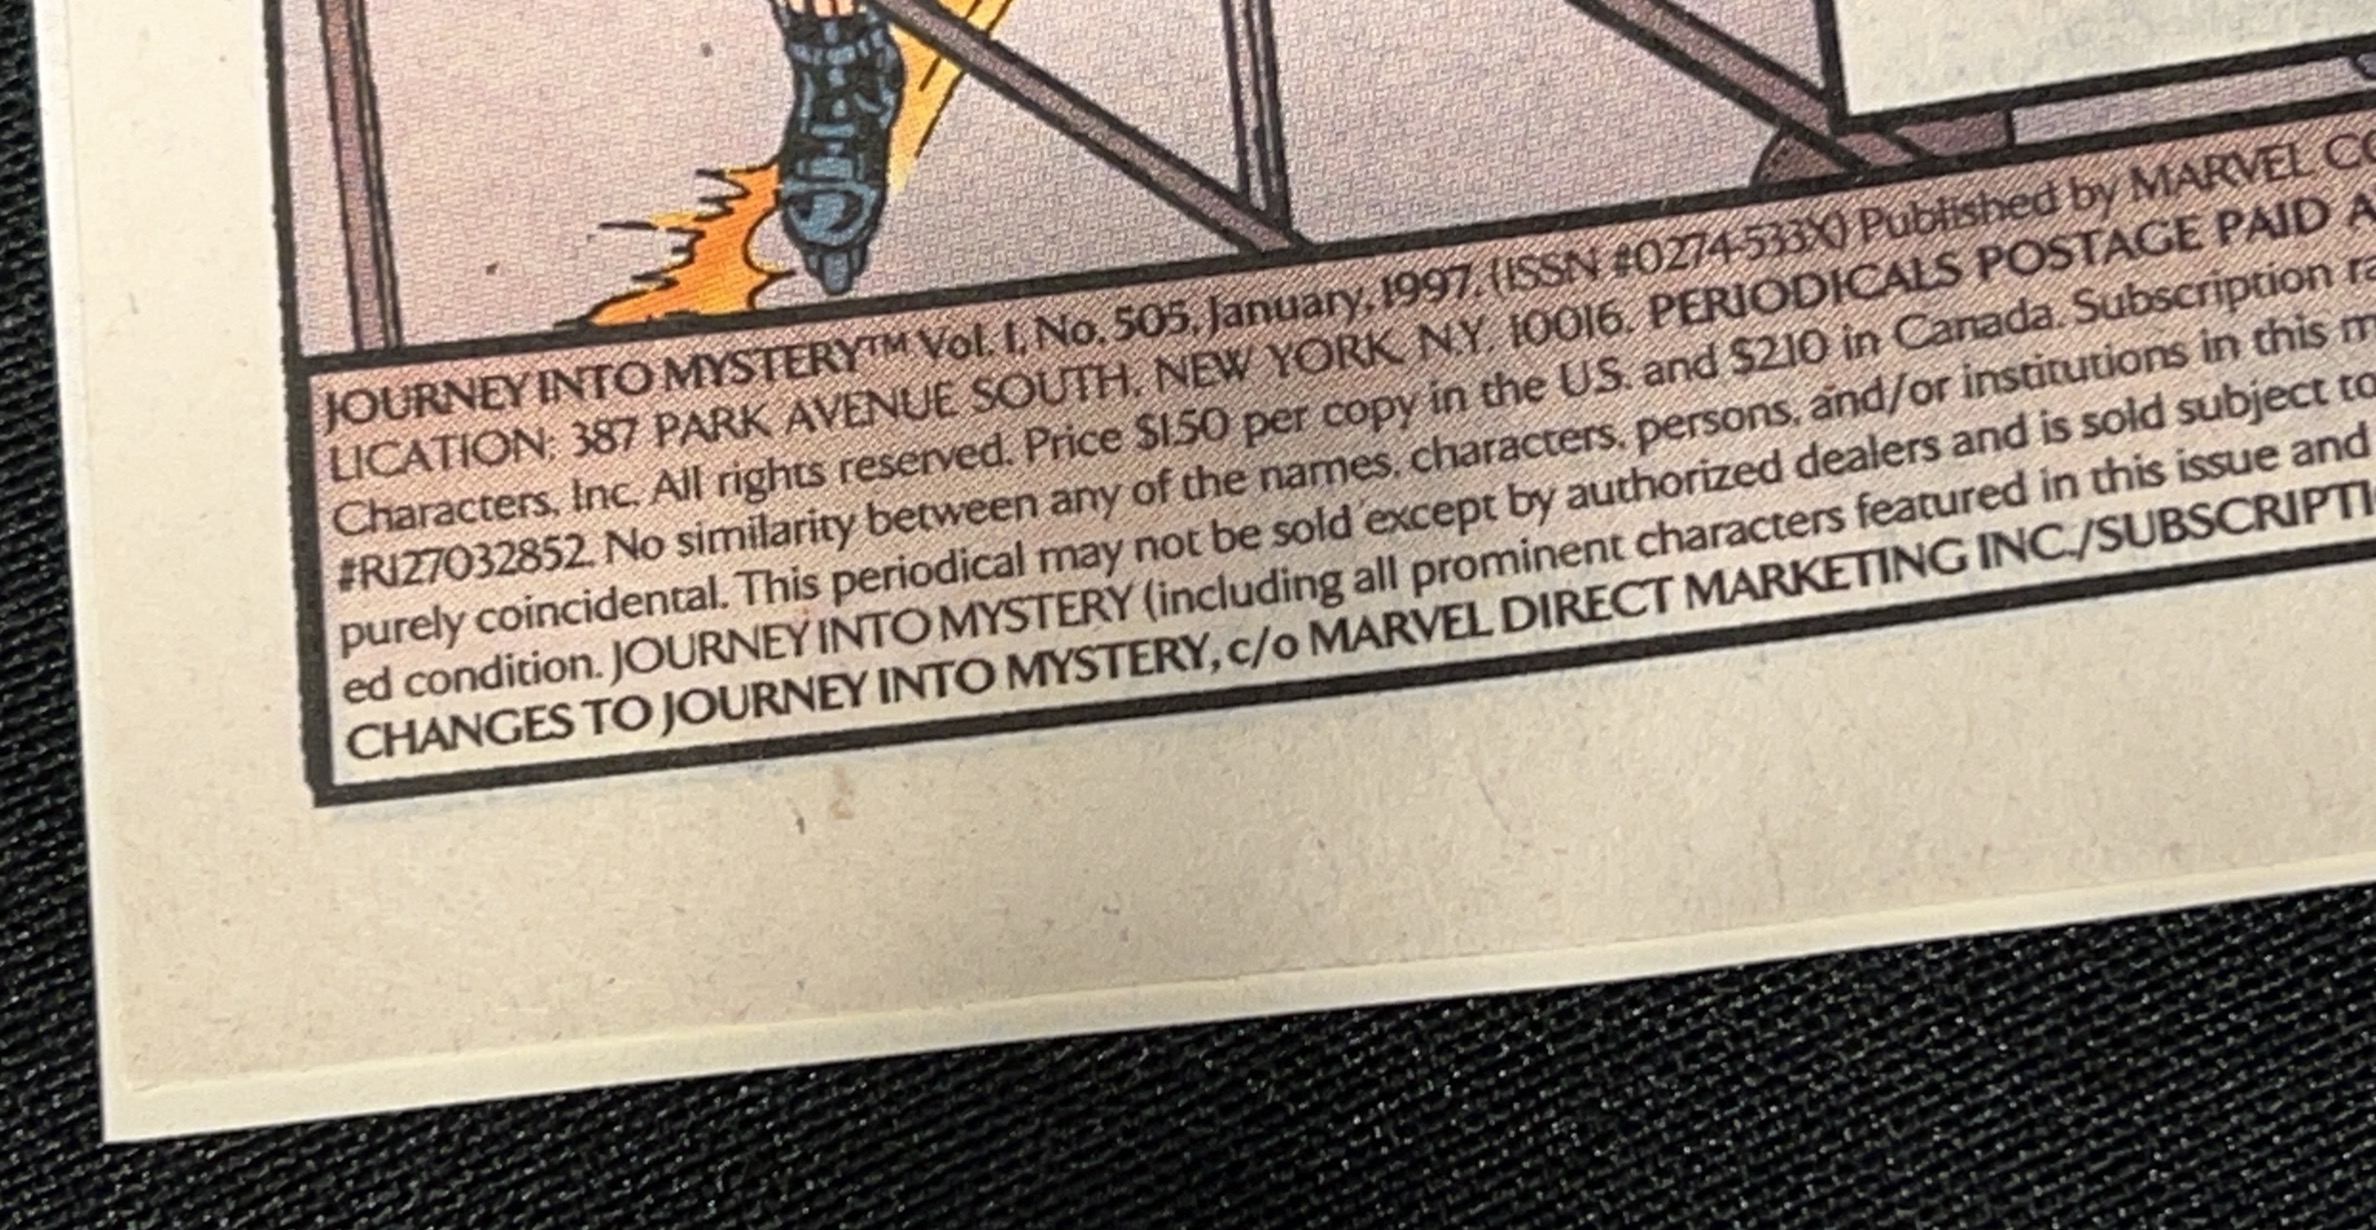 JOURNEY INTO MYSTERY™ Vol. 1, No. 505, January, 1997. (ISSN #0274-533X) Published by MARVEL CO
LICATION: 387 PARK AVENUE SOUTH, NEW YORK, N.Y. 10016. PERIODICALS POSTAGE PAID A
Characters, Inc. All rights reserved. Price $1.50 per copy in the U.S. and $2.10 in Canada. Subscription ra
#R127032852. No similarity between any of the names, characters, persons, and/or institutions in this m
purely coincidental. This periodical may not be sold except by authorized dealers and is sold subject to
ed condition. JOURNEY INTO MYSTERY (including all prominent characters featured in this issue and
CHANGES TO JOURNEY INTO MYSTERY, c/o MARVEL DIRECT MARKETING INC./SUBSCRIPTI